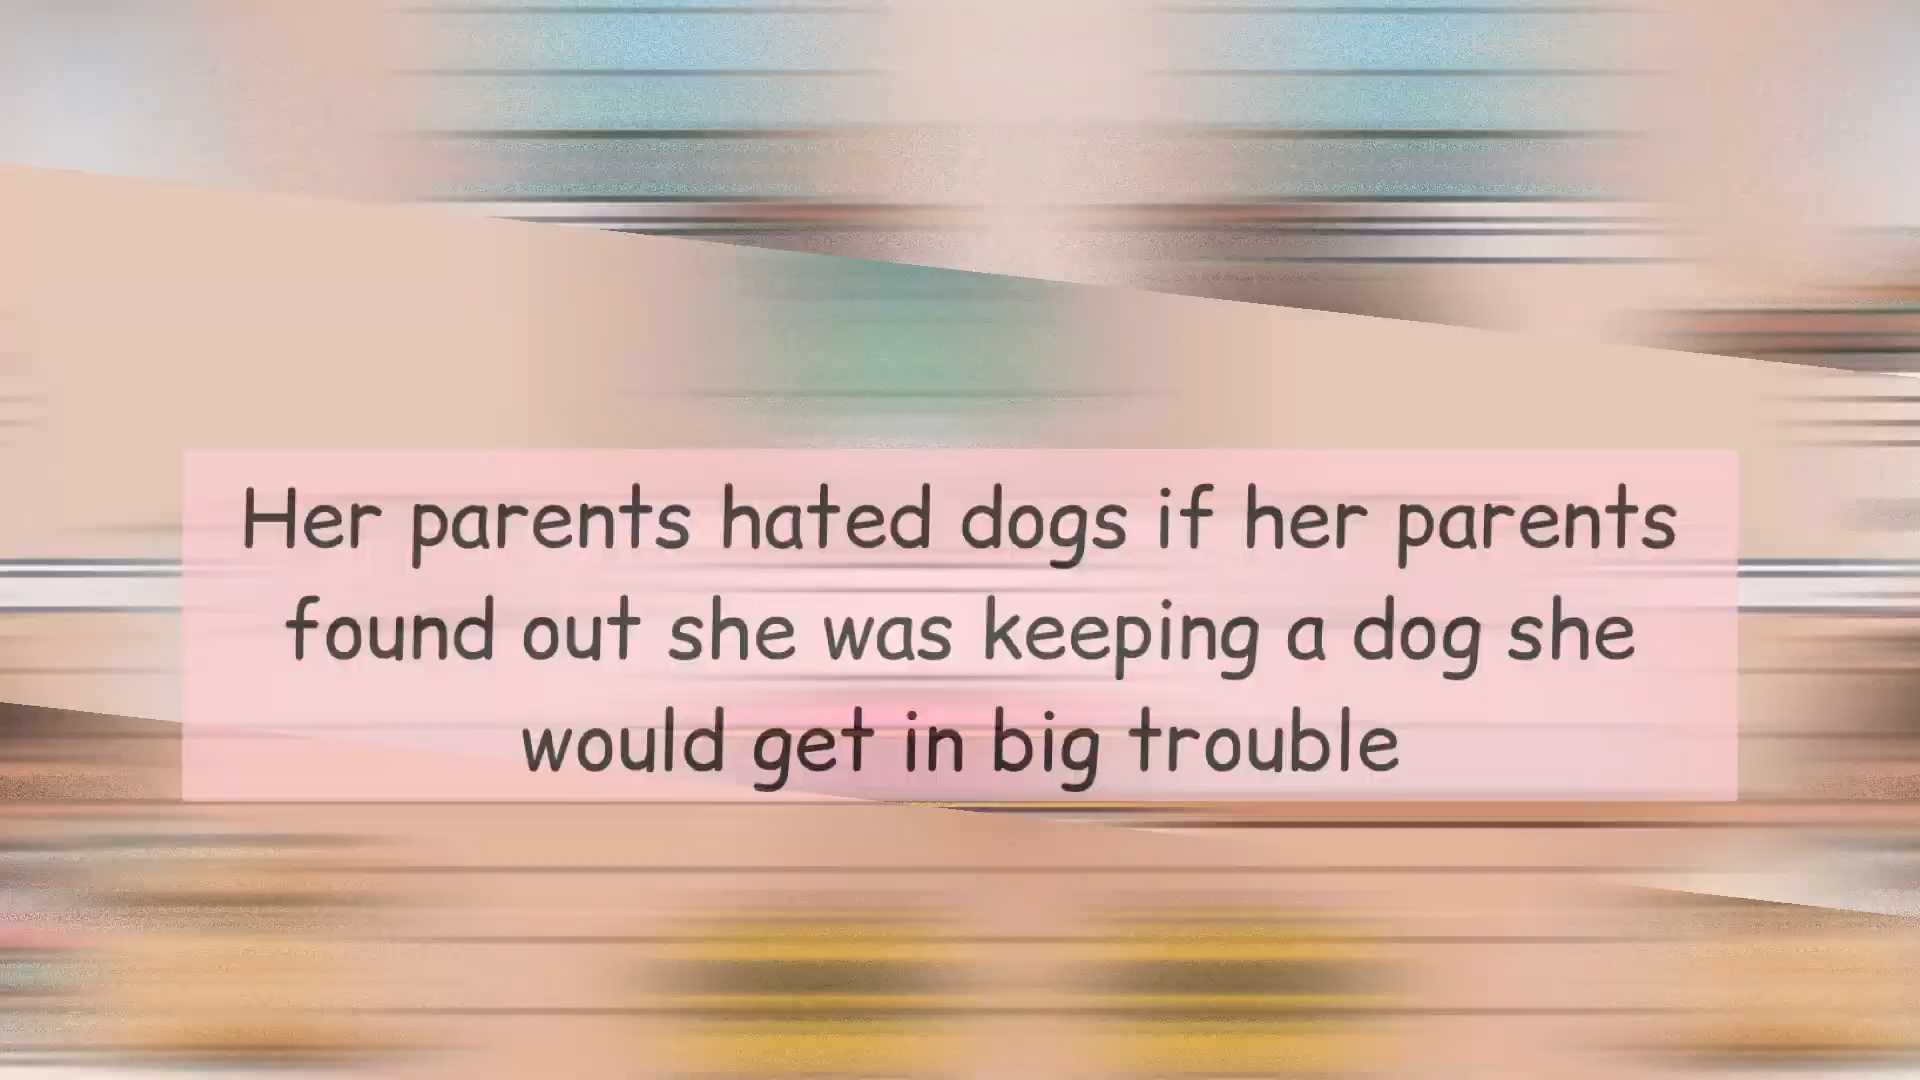 Her parents hated dogs if her parents
found out she was keeping a dog she
would get in big trouble